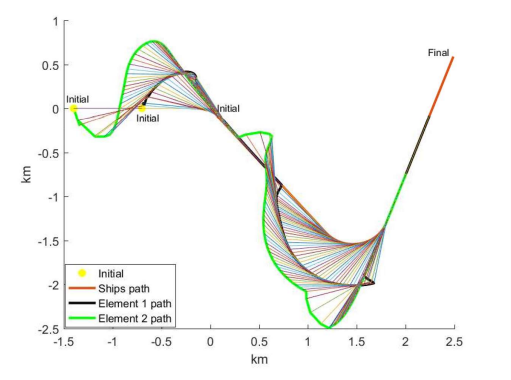 1
0.5
0
-0.5
-1
-1.5
-2
-2.5
km
Final
Initial
Initial
Initial
Initial
Ships path
Element 1 path
Element 2 path
-1.5 -1 -0.5 0 0.5 1 1.5 2 2.5
km